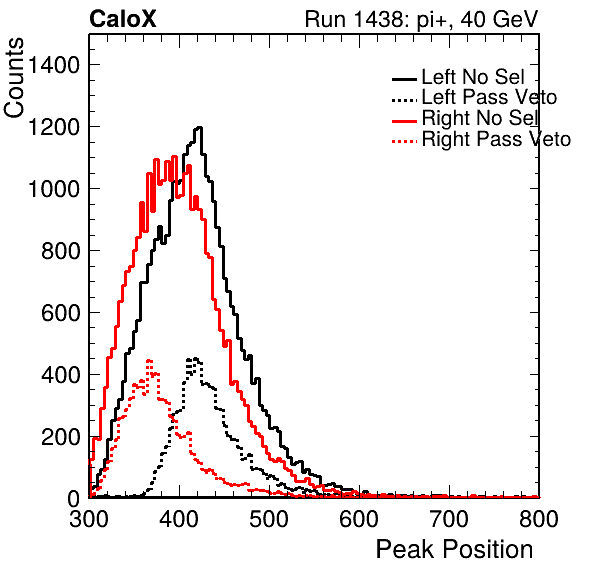 CaloX Run 1438: pi+, 40 GeV
Counts
1400
1200
1000
800
600
400
200
0
Left No Sel
Left Pass Veto
Right No Sel
Right Pass Veto
300 400 500 600 700 800
Peak Position